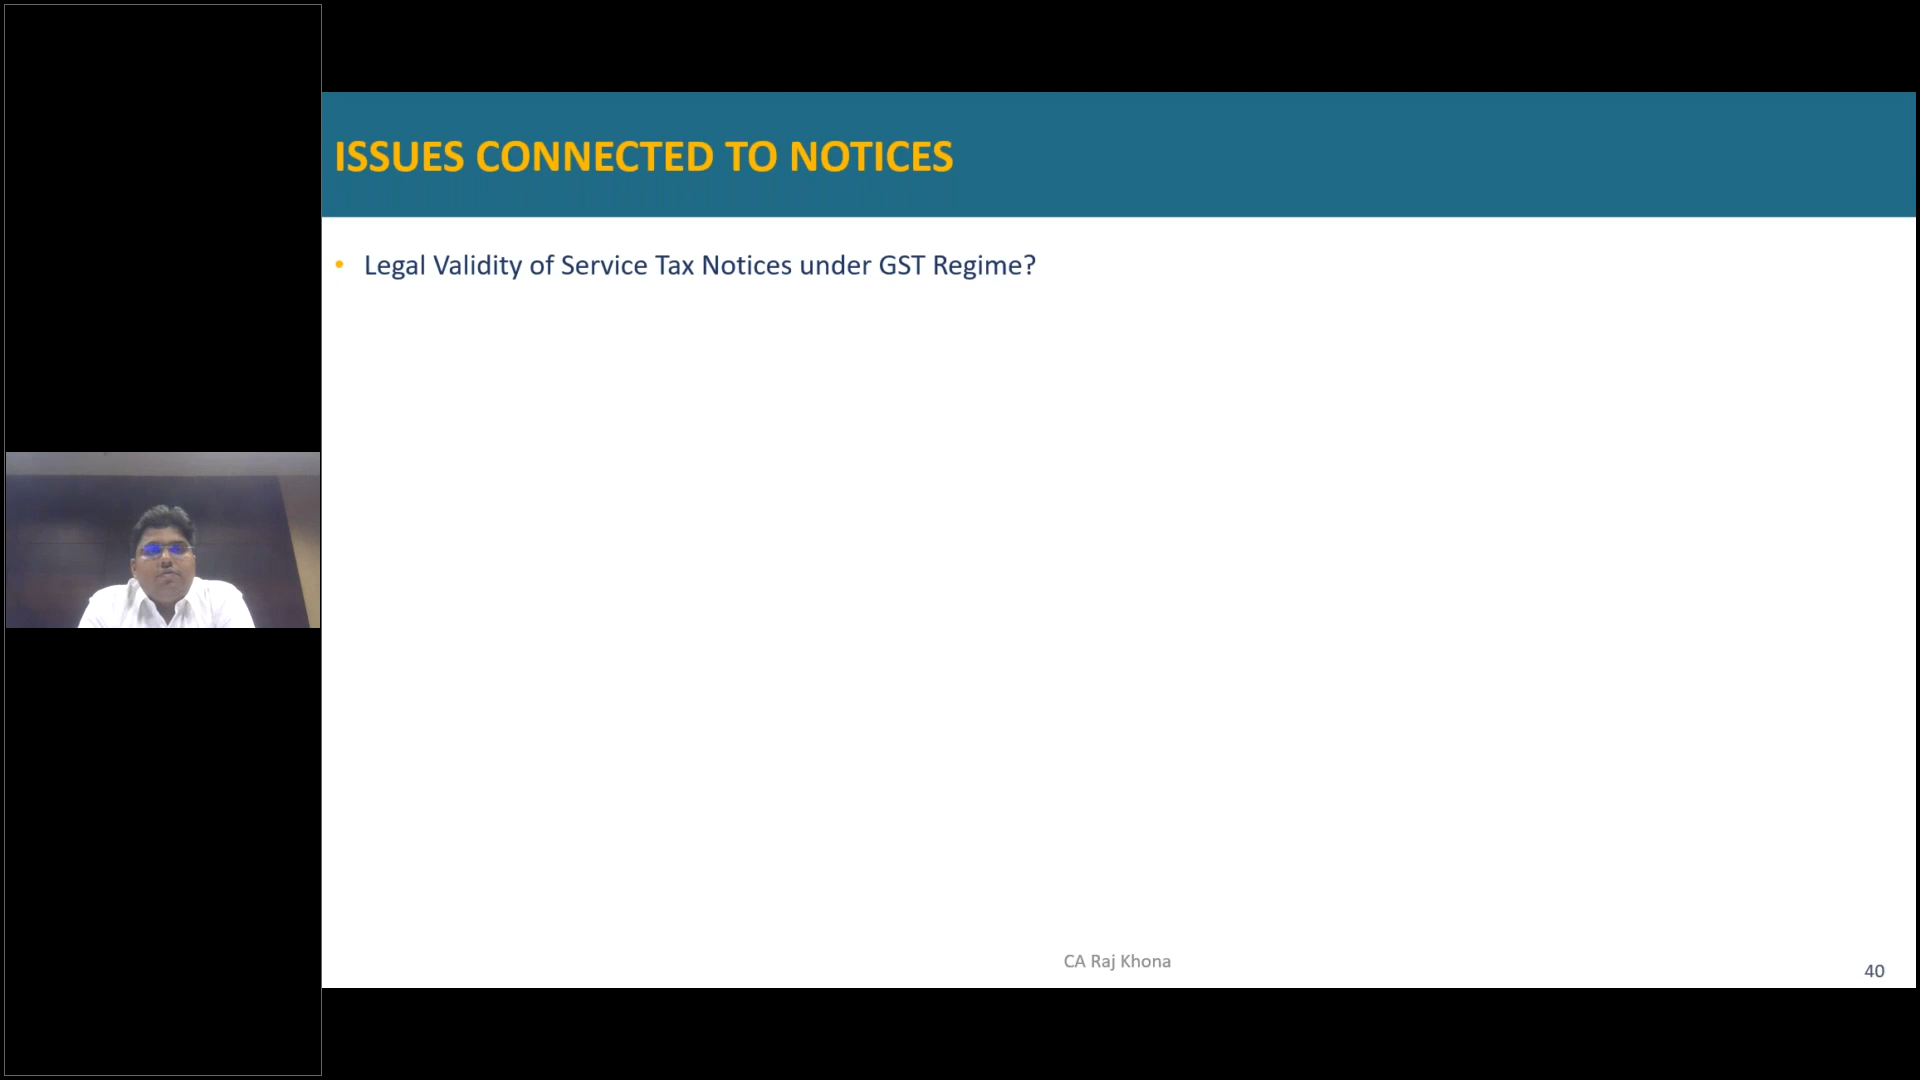 ISSUES CONNECTED TO NOTICES
• Legal Validity of Service Tax Notices under GST Regime?
CA Raj Khona
40